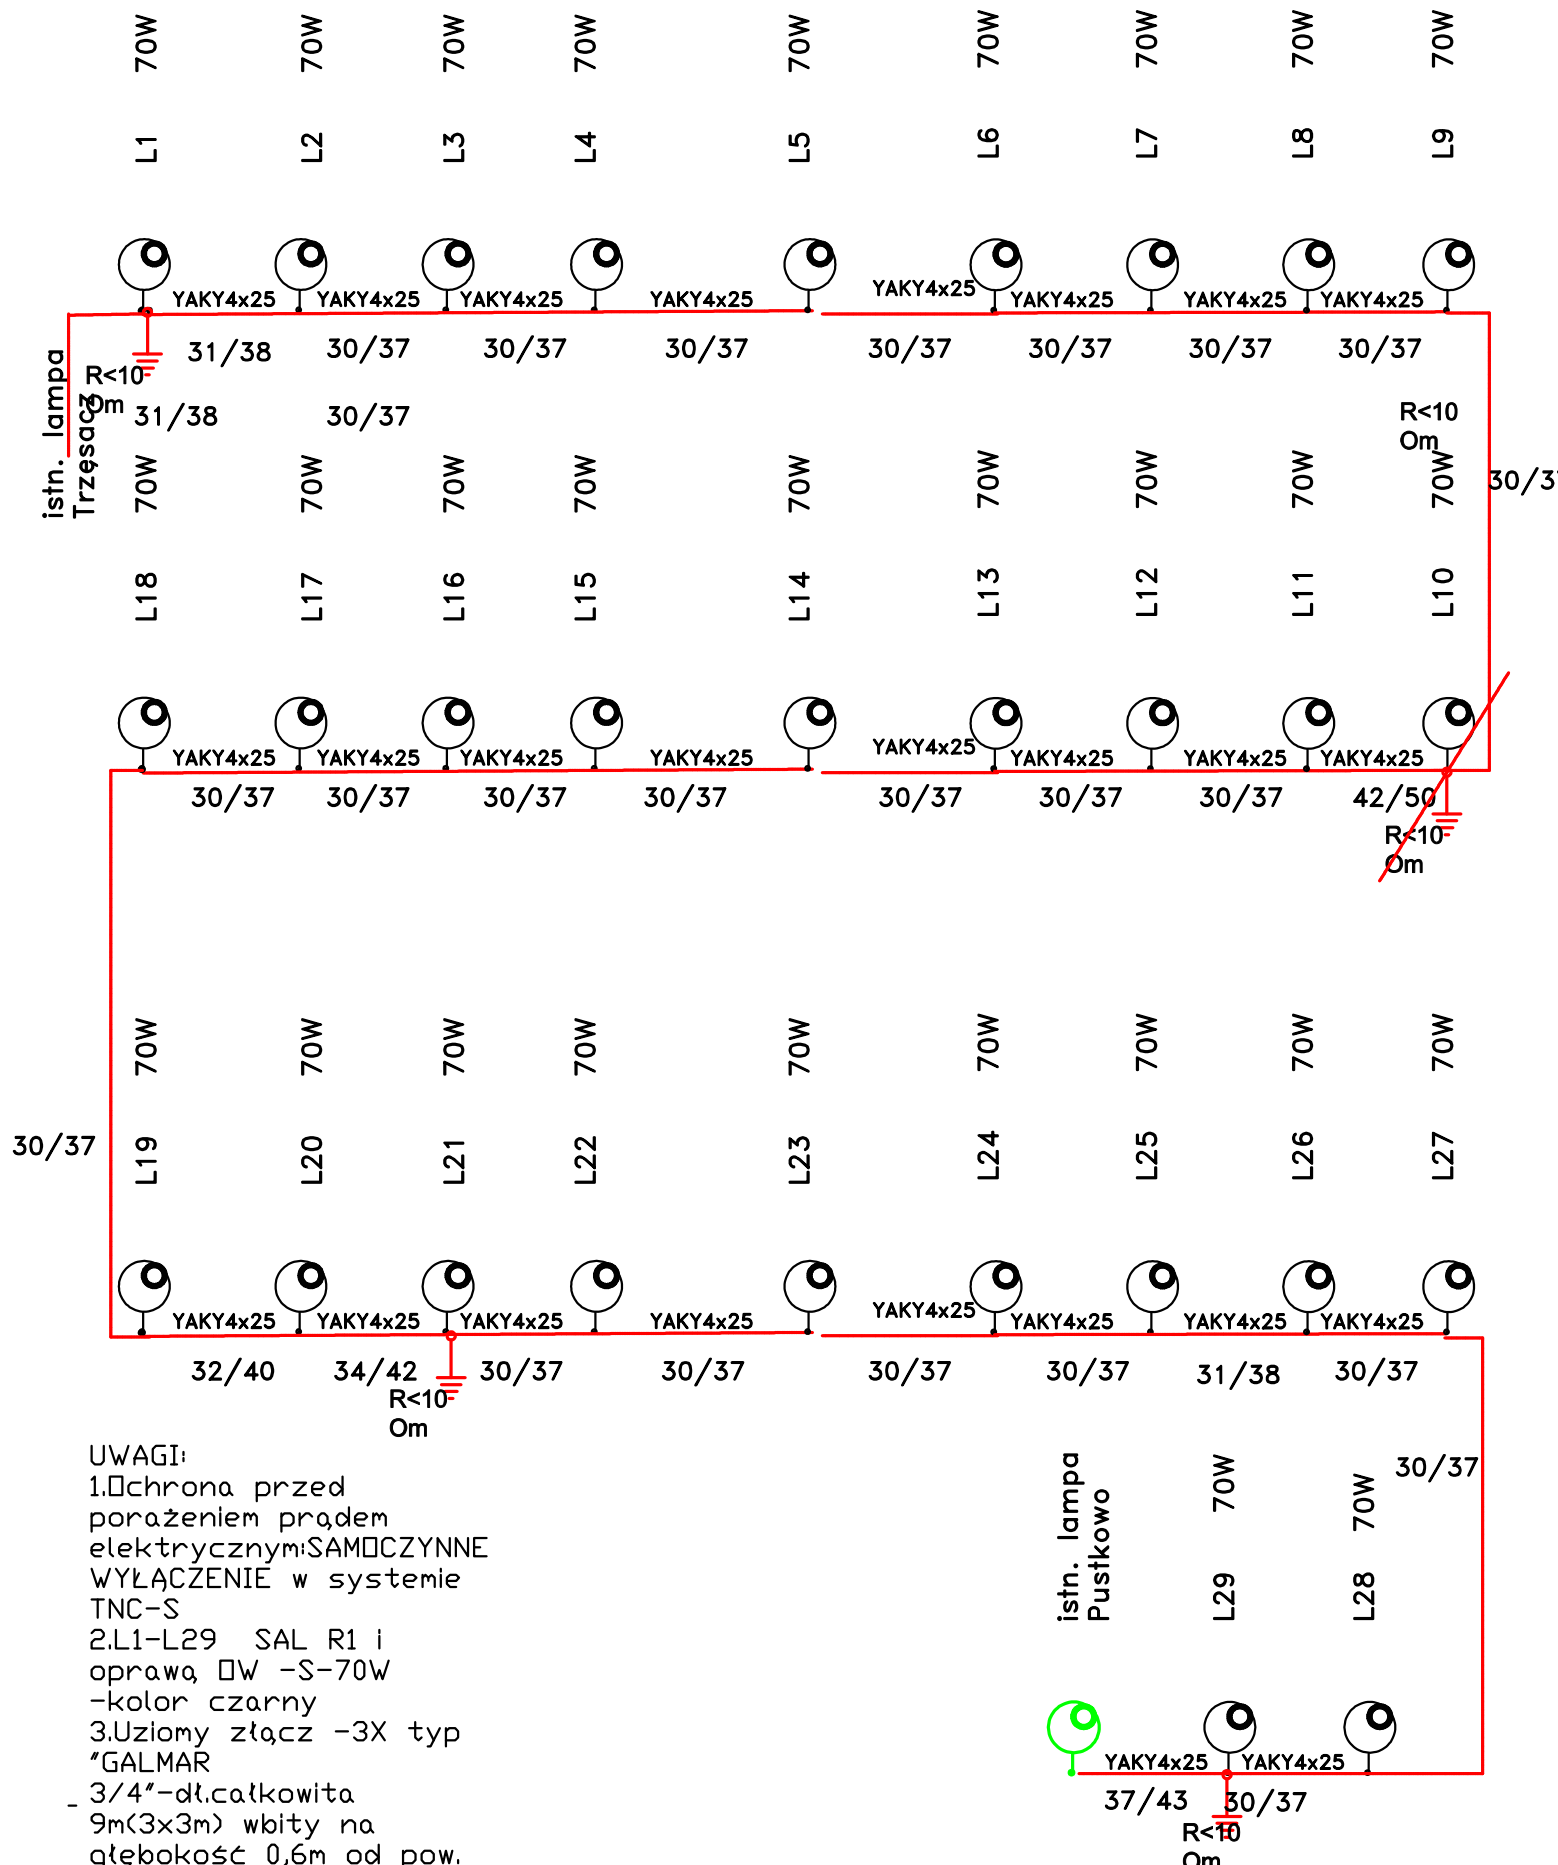 70W 70W 70W 70W 70W 70W 70W 70W 70W
L1 L2 L3 L4 L5 L6 L7 L8 L9
YAKY4x25 YAKY4x25 YAKY4x25 YAKY4x25 YAKY4x25 YAKY4x25 YAKY4x25 YAKY4x25
31/38 30/37 30/37 30/37 30/37 30/37 30/37 30/37
istn. lampa
Trzęsacz
R<10
Om
31/38 30/37
R<10
Om
70W 70W 70W 70W 70W 70W 70W 70W 70W
L18 L17 L16 L15 L14 L13 L12 L11 L10
YAKY4x25 YAKY4x25 YAKY4x25 YAKY4x25 YAKY4x25 YAKY4x25 YAKY4x25 YAKY4x25
30/37 30/37 30/37 30/37 30/37 30/37 30/37 42/50
R<10
Om
70W 70W 70W 70W 70W 70W 70W 70W 70W
30/37
L19 L20 L21 L22 L23 L24 L25 L26 L27
YAKY4x25 YAKY4x25 YAKY4x25 YAKY4x25 YAKY4x25 YAKY4x25 YAKY4x25 YAKY4x25
32/40 34/42 30/37 30/37 30/37 30/37 31/38 30/37
R<10
Om
30/37
istn. lampa
Pustkowo
70W 70W
L29 L28
YAKY4x25 YAKY4x25
37/43 30/37
R<10
Om
UWAGI:
1.Ochrona przed
porażeniem prądem
elektrycznym:SAMOCZYNNE
WYŁĄCZENIE w systemie
TNC-S
2.L1-L29 SAL R1 i
oprawą OW -S-70W
-kolor czarny
3.Uziomy złącz -3X typ
"GALMAR
3/4"-dł.całkowita
9m(3x3m) wbity na
głębokość 0,6m od pow.